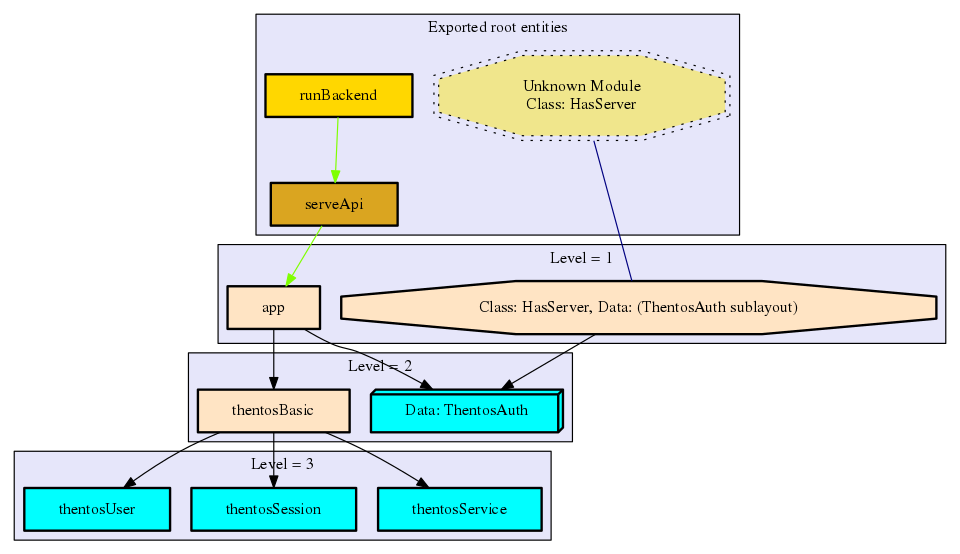 Exported root entities
runBackend
Unknown Module
Class: HasServer
serveApi
Level = 1
app
Class: HasServer, Data: (ThentosAuth sublayout)
Level = 2
thentosBasic
Data: ThentosAuth
Level = 3
thentosUser
thentosSession
thentosService